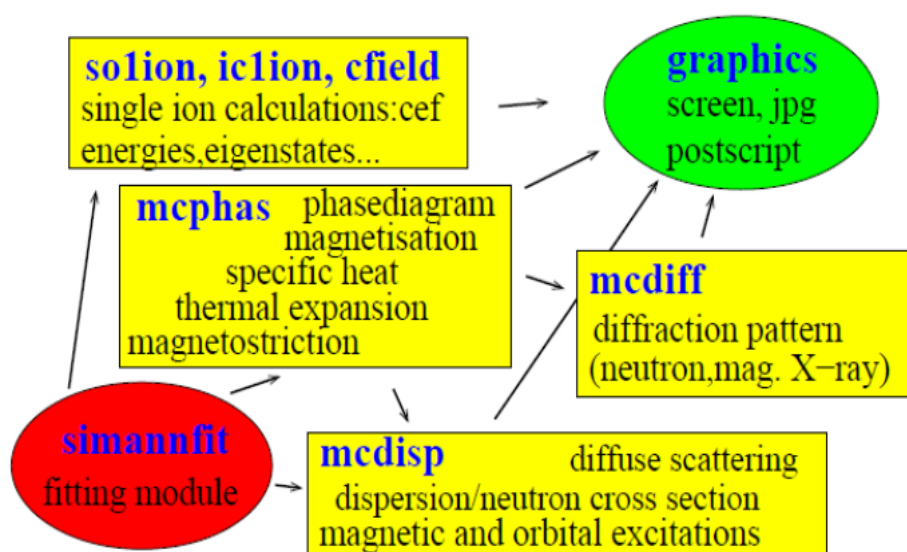 so1ion, ic1ion, cfield
single ion calculations:cef
energies,eigenstates...
graphics
screen, jpg
postscript
mcphas phasediagram
magnetisation
specific heat
thermal expansion
magnetostriction
mcdiff
diffraction pattern
(neutron,mag. X−ray)
simannfit
fitting module
mcdisp diffuse scattering
dispersion/neutron cross section
magnetic and orbital excitations